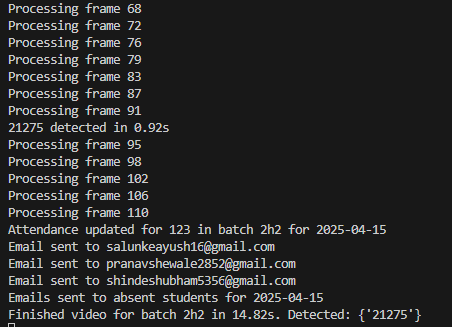 Processing frame 68
Processing frame 72
Processing frame 76
Processing frame 79
Processing frame 83
Processing frame 87
Processing frame 91
21275 detected in 0.92s
Processing frame 95
Processing frame 98
Processing frame 102
Processing frame 106
Processing frame 110
Attendance updated for 123 in batch 2h2 for 2025-04-15
Email sent to salunkeayush16@gmail.com
Email sent to pranavshewale2852@gmail.com
Email sent to shindeshubham5356@gmail.com
Emails sent to absent students for 2025-04-15
Finished video for batch 2h2 in 14.82s. Detected: {'21275'}